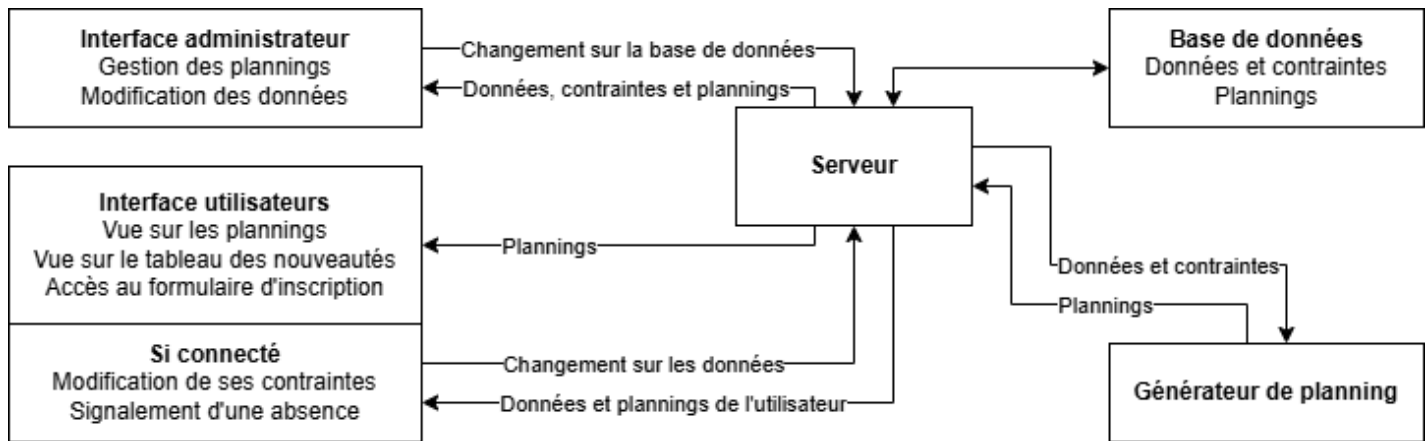 Interface administrateur
Gestion des plannings
Modification des données
Changement sur la base de données
Données, contraintes et plannings
Base de données
Données et contraintes
Plannings
Serveur
Interface utilisateurs
Vue sur les plannings
Vue sur le tableau des nouveautés
Accès au formulaire d'inscription
Plannings
Données et contraintes
Plannings
Si connecté
Modification de ses contraintes
Signalement d'une absence
Changement sur les données
Données et plannings de l'utilisateur
Générateur de planning